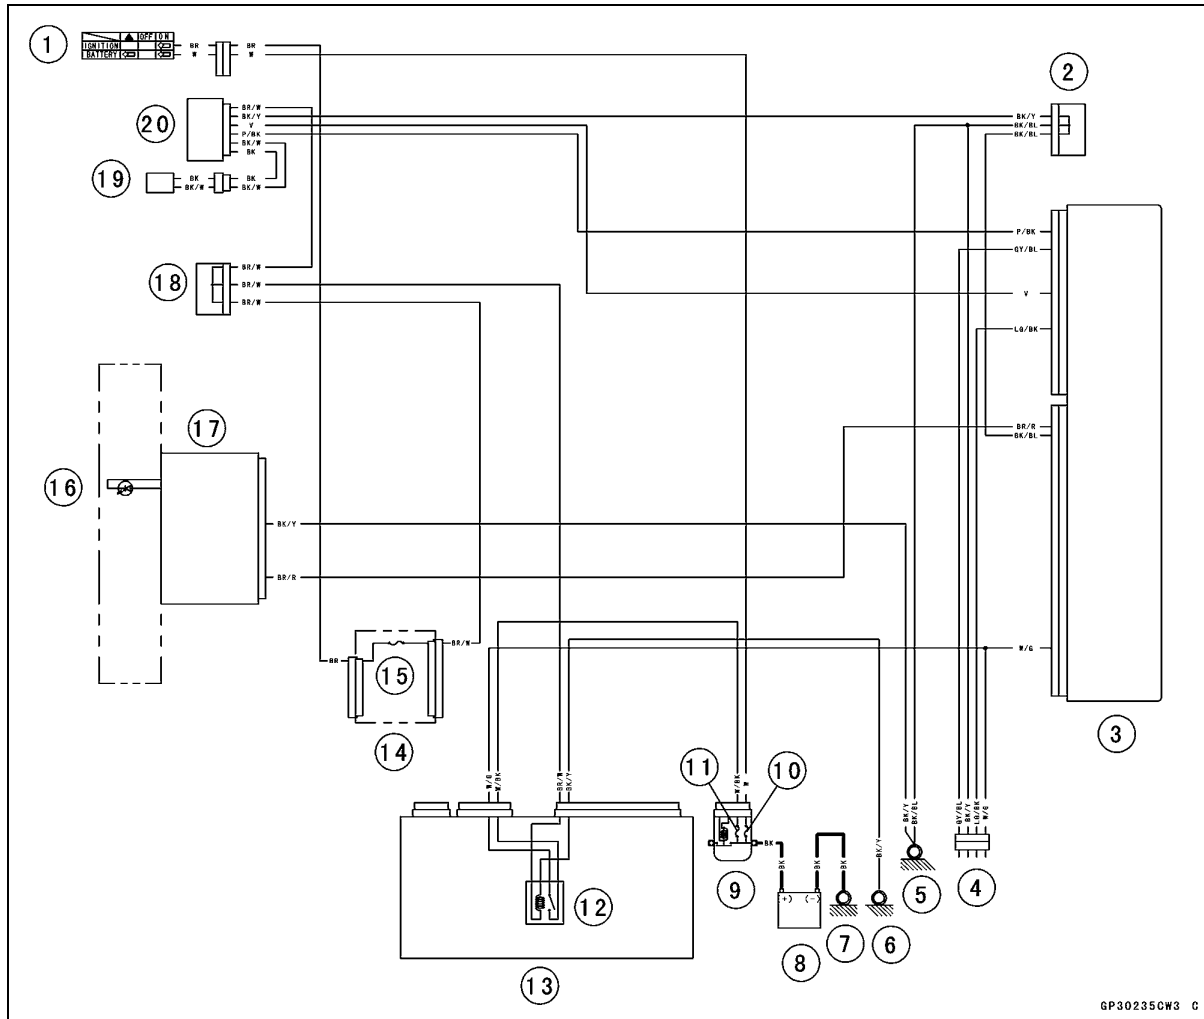 1
▲ OFF ON
IGNITION
BATTERY
BR BR
W W
2
20
BR/W
BK/Y BK/Y
V BK/BL
P/BK BK/BL
BK/W
BK
19
BK BK
BK/W BK/W
P/BK
GY/BL
18
BR/W
BR/W
BR/W
V
LG/BK
17
BR/R
BK/BL
16
BK/Y
BR/R
BR
BR/W
W/G
15
14
3
W/G
W/BK
BR/W
BK/Y
11
10
W/BK
W
BK
BK
BK
BK/Y
BK/Y
BK/BL
GY/BL
BK/Y
LG/BK
W/G
12
9
(+) (-)
5
4
7
6
8
13
GP30235CW3 C